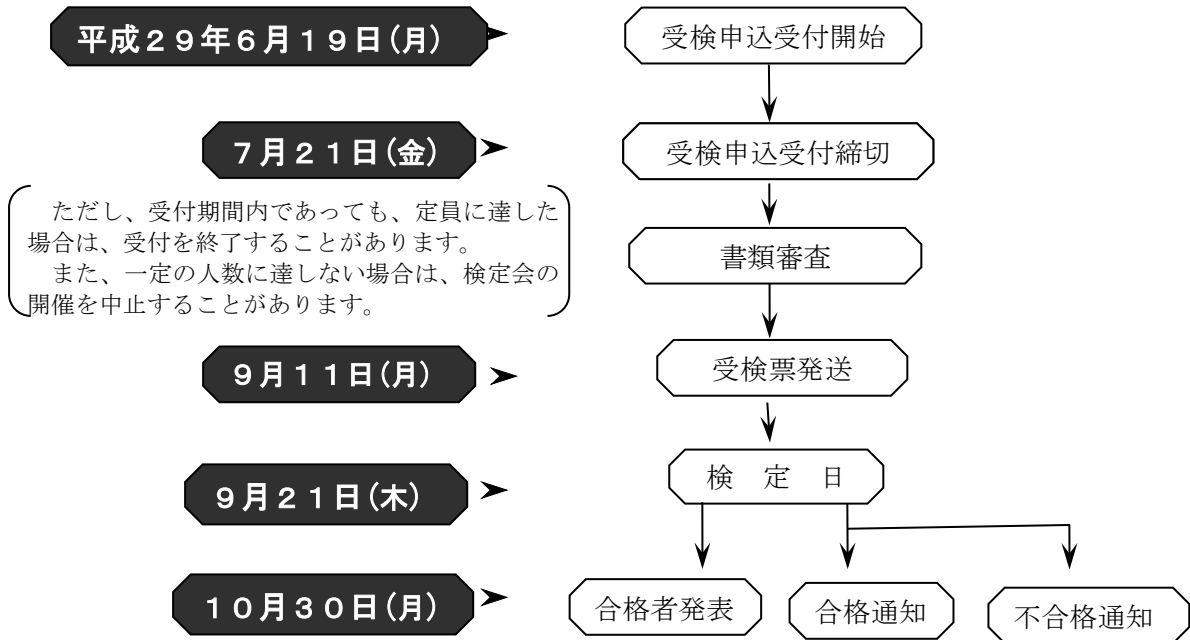 平成２９年６月１９日(月)
受検申込受付開始
７月２１日(金)
受検申込受付締切
ただし、受付期間内であっても、定員に達した
場合は、受付を終了することがあります。
また、一定の人数に達しない場合は、検定会の
開催を中止することがあります。
書類審査
９月１１日(月)
受検票発送
９月２１日(木)
検　定　日
１０月３０日(月)
合格者発表
合格通知
不合格通知